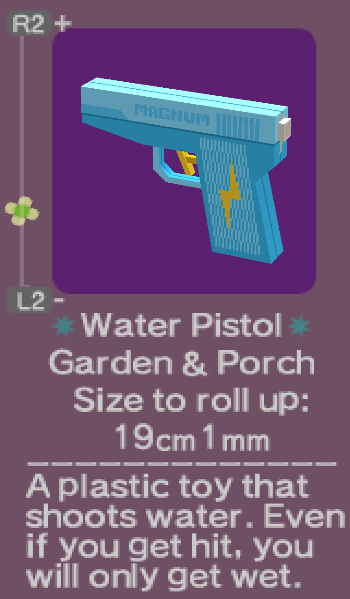 R2 +
MAGNUM
L2 -
Water Pistol
Garden & Porch
Size to roll up:
19cm1mm
A plastic toy that
shoots water. Even
if you get hit, you
will only get wet.